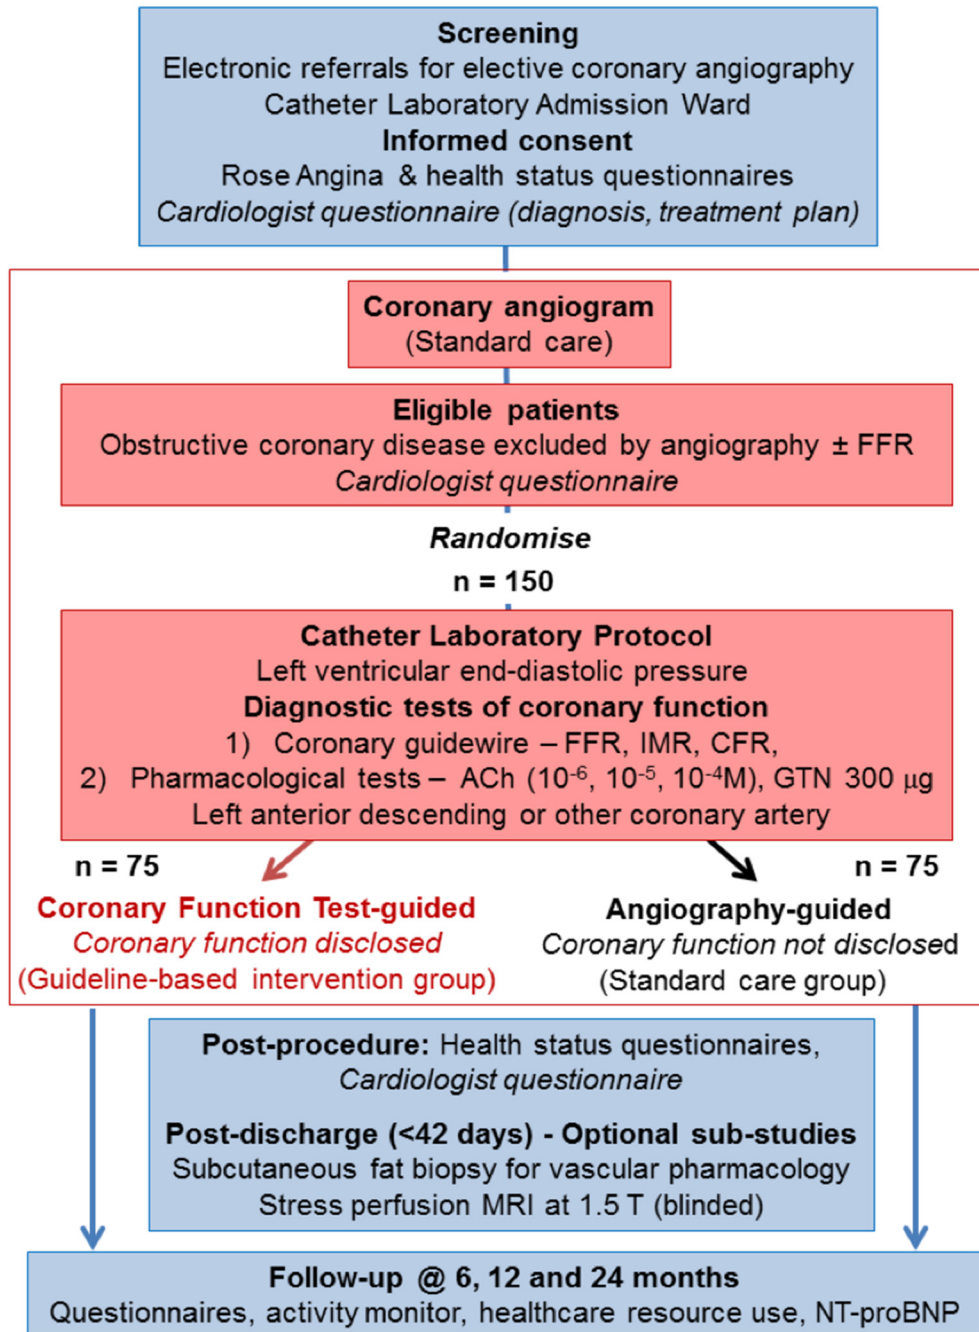 Screening
Electronic referrals for elective coronary angiography
Catheter Laboratory Admission Ward
Informed consent
Rose Angina & health status questionnaires
Cardiologist questionnaire (diagnosis, treatment plan)
Coronary angiogram
(Standard care)
Eligible patients
Obstructive coronary disease excluded by angiography ± FFR
Cardiologist questionnaire
Randomise
n = 150
Catheter Laboratory Protocol
Left ventricular end-diastolic pressure
Diagnostic tests of coronary function
1) Coronary guidewire – FFR, IMR, CFR,
2) Pharmacological tests – ACh (10⁻⁶, 10⁻⁵, 10⁻⁴M), GTN 300 µg
Left anterior descending or other coronary artery
n = 75
Coronary Function Test-guided
Coronary function disclosed
(Guideline-based intervention group)
n = 75
Angiography-guided
Coronary function not disclosed
(Standard care group)
Post-procedure: Health status questionnaires,
Cardiologist questionnaire
Post-discharge (<42 days) - Optional sub-studies
Subcutaneous fat biopsy for vascular pharmacology
Stress perfusion MRI at 1.5 T (blinded)
Follow-up @ 6, 12 and 24 months
Questionnaires, activity monitor, healthcare resource use, NT-proBNP